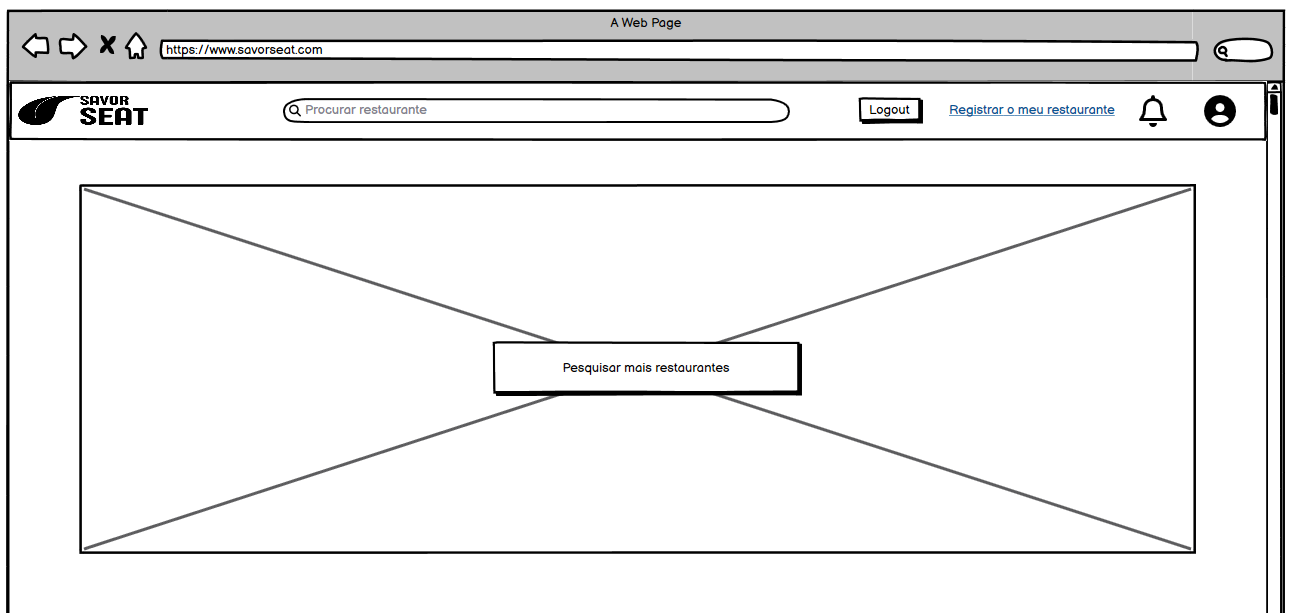 A Web Page
https://www.savorseat.com
SAVOR
SEAT
Procurar restaurante
Logout
Registrar o meu restaurante
Pesquisar mais restaurantes